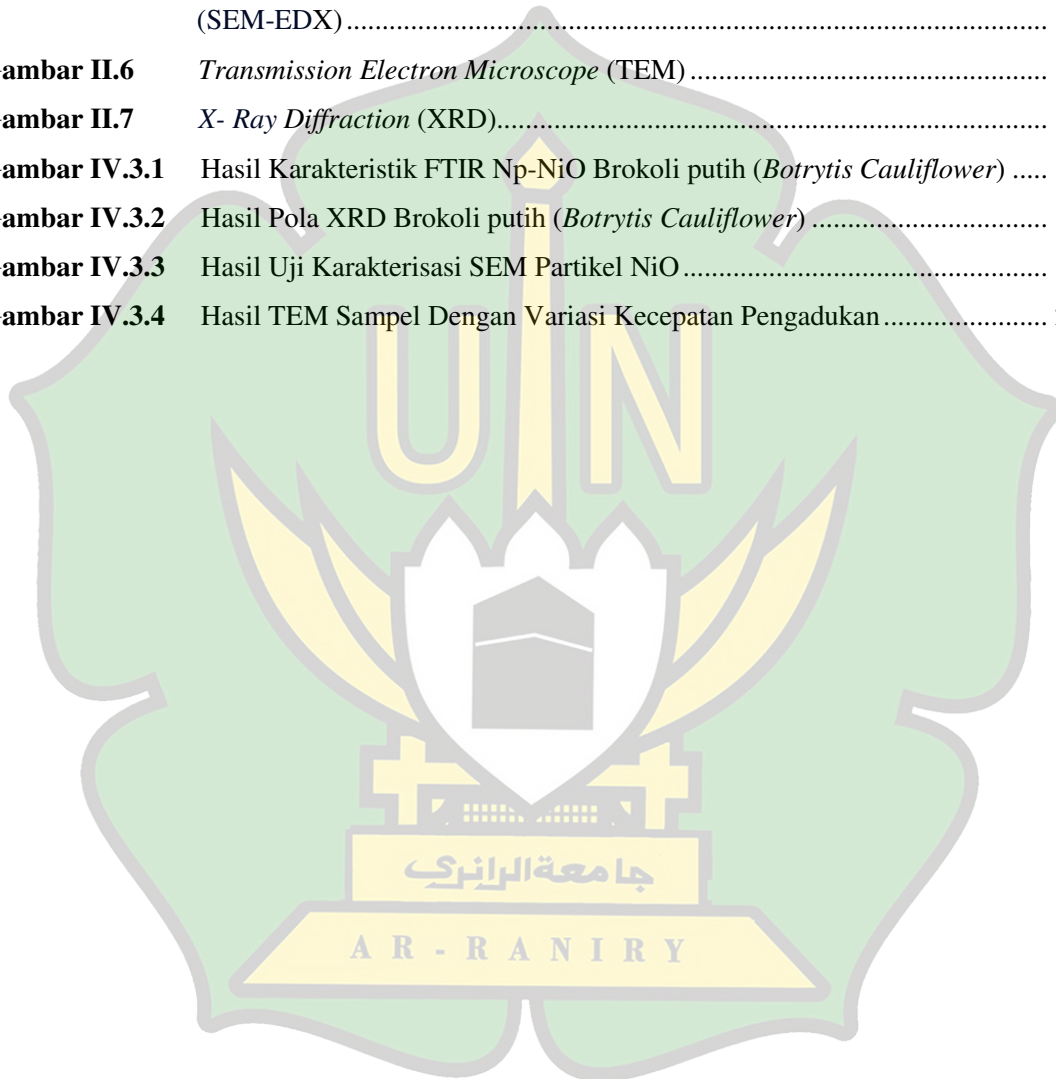 (SEM-EDX) ....................................................................................................
ambar II.6 Transmission Electron Microscope (TEM) ....................................................
ambar II.7 X- Ray Diffraction (XRD)................................................................................
ambar IV.3.1 Hasil Karakteristik FTIR Np-NiO Brokoli putih (Botrytis Cauliflower) .....
ambar IV.3.2 Hasil Pola XRD Brokoli putih (Botrytis Cauliflower) ..................................
ambar IV.3.3 Hasil Uji Karakterisasi SEM Partikel NiO.....................................................
ambar IV.3.4 Hasil TEM Sampel Dengan Variasi Kecepatan Pengadukan........................
UIN
جامعة الرانري
AR-RANIRY